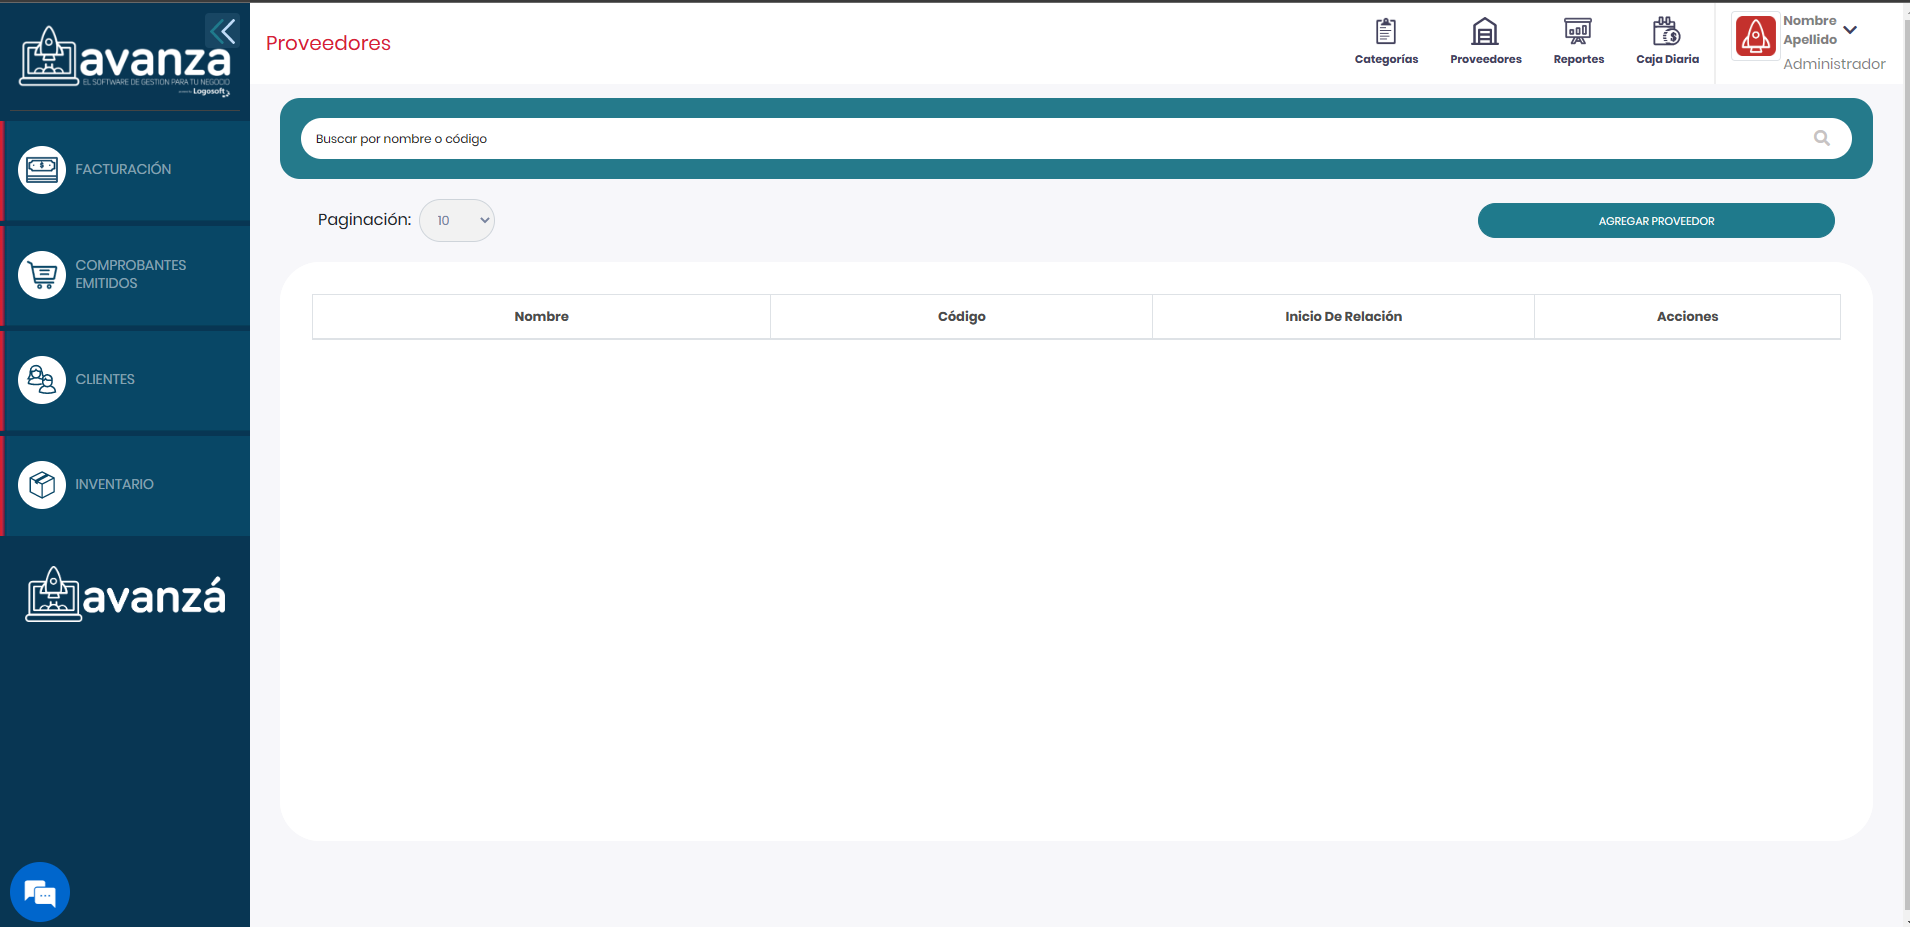 avanzá
EL SOFTWARE DE GESTION PARA TU NEGOCIO
Logosoft
FACTURACIÓN
COMPROBANTES
EMITIDOS
CLIENTES
INVENTARIO
avanzá
Proveedores
Categorías
Proveedores
Reportes
Caja Diaria
Nombre
Apellido
Administrador
Buscar por nombre o código
Paginación: 10
AGREGAR PROVEEDOR
Nombre Código Inicio De Relación Acciones